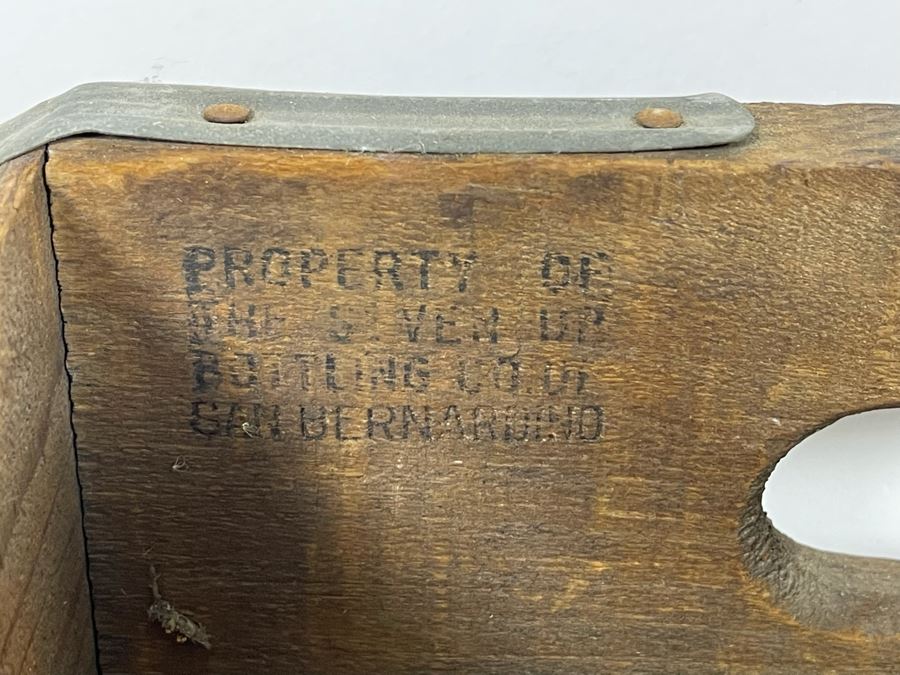 PROPERTY OF
THE SEVEN UP
BOTTLING CO. OF
SAN BERNARDINO